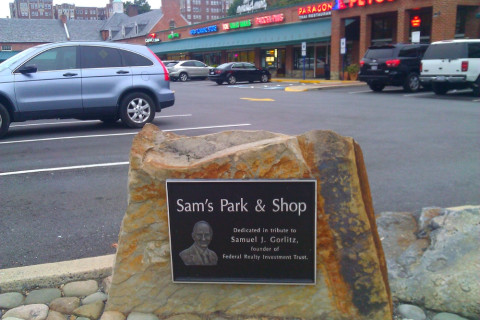 PARAGON
Sam's Park & Shop
Dedicated in tribute to
Samuel J. Gorlitz,
founder of
Federal Realty Investment Trust.